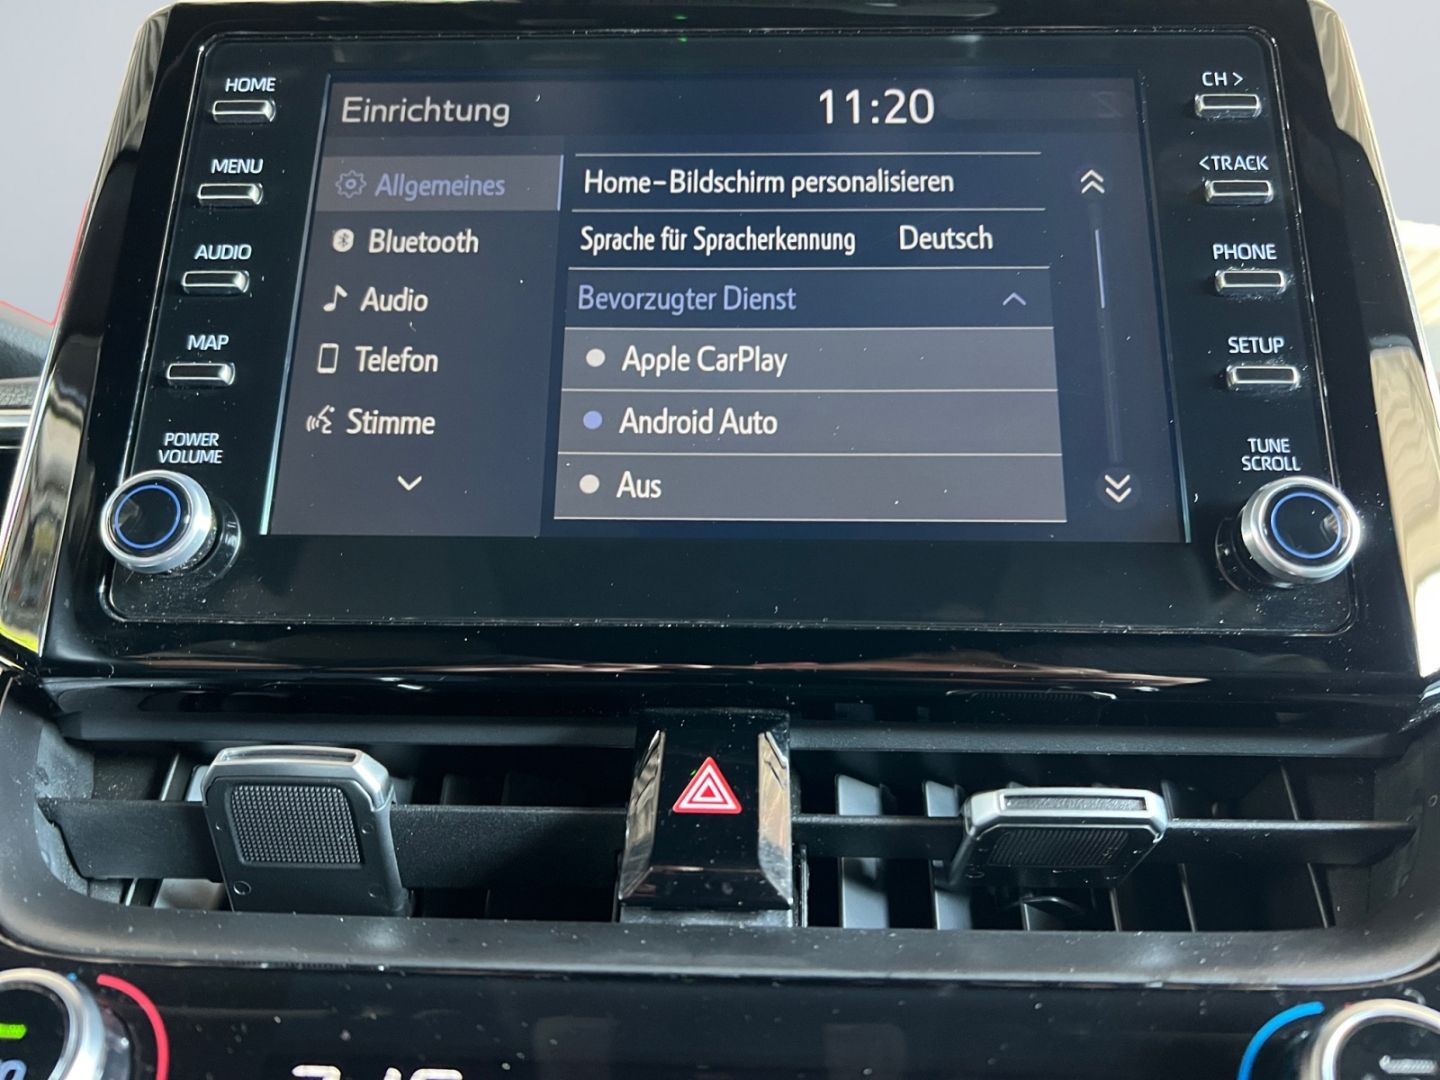 HOME
MENU
AUDIO
MAP
POWER
VOLUME
Einrichtung
11:20
Allgemeines
Bluetooth
Audio
Telefon
Stimme
Home-Bildschirm personalisieren
Sprache für Spracherkennung Deutsch
Bevorzugter Dienst
Apple CarPlay
Android Auto
Aus
CH >
<TRACK
PHONE
SETUP
TUNE
SCROLL